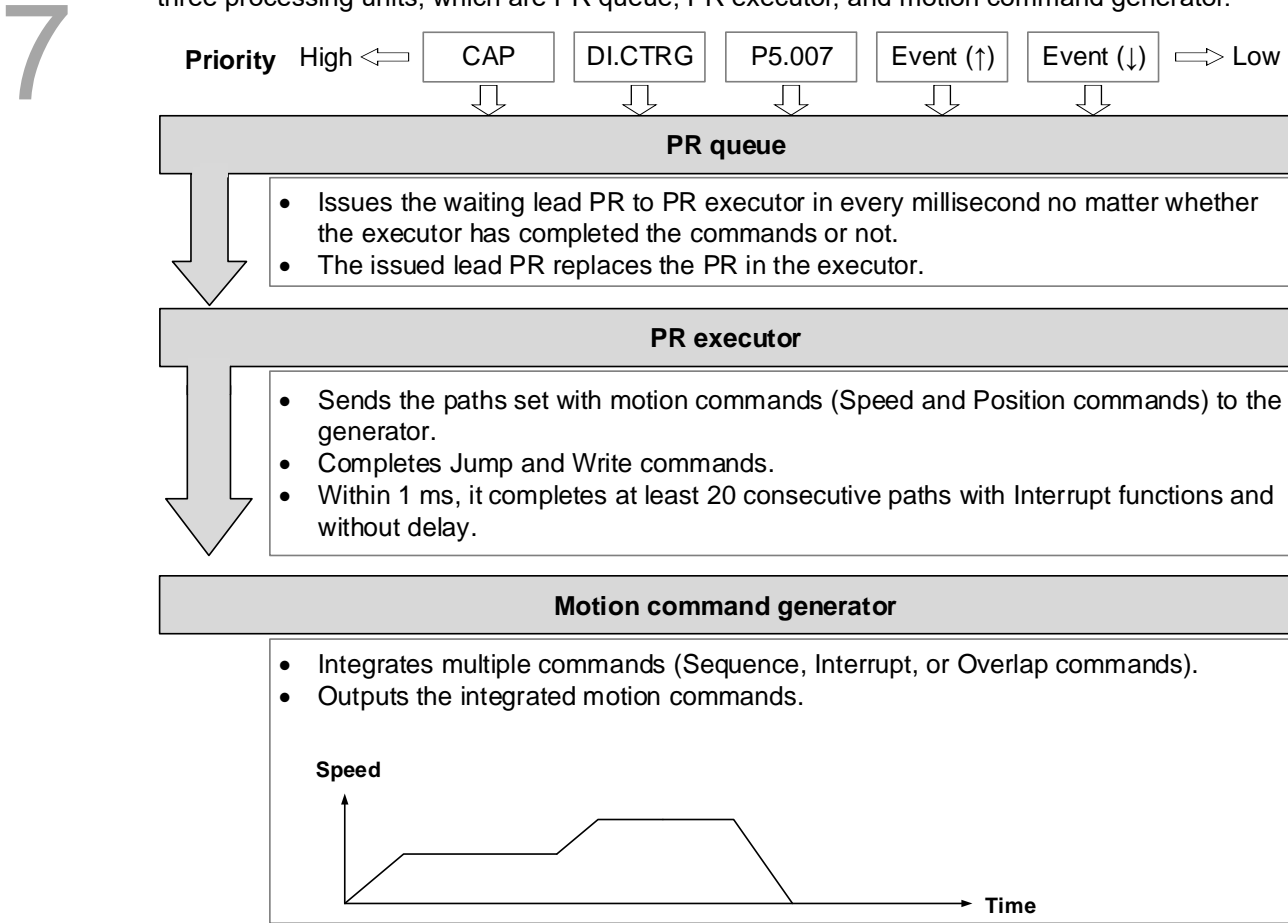 three processing units, which are PR queue, PR executor, and motion command generator.
7
Priority High CAP DI.CTRG P5.007 Event (↑) Event (↓) Low
PR queue
• Issues the waiting lead PR to PR executor in every millisecond no matter whether
the executor has completed the commands or not.
• The issued lead PR replaces the PR in the executor.
PR executor
• Sends the paths set with motion commands (Speed and Position commands) to the
generator.
• Completes Jump and Write commands.
• Within 1 ms, it completes at least 20 consecutive paths with Interrupt functions and
without delay.
Motion command generator
• Integrates multiple commands (Sequence, Interrupt, or Overlap commands).
• Outputs the integrated motion commands.
Speed
Time